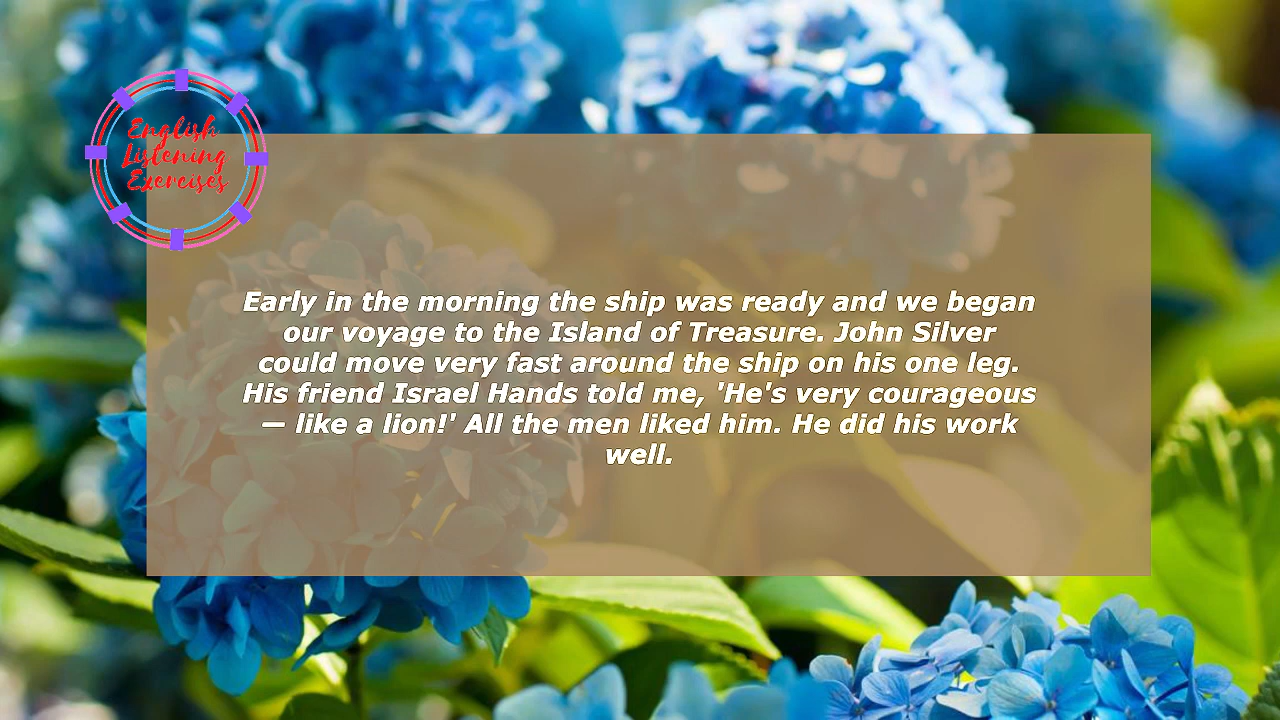 English
Listening
Exercises
Early in the morning the ship was ready and we began
our voyage to the Island of Treasure. John Silver
could move very fast around the ship on his one leg.
His friend Israel Hands told me, 'He's very courageous
— like a lion!' All the men liked him. He did his work
well.